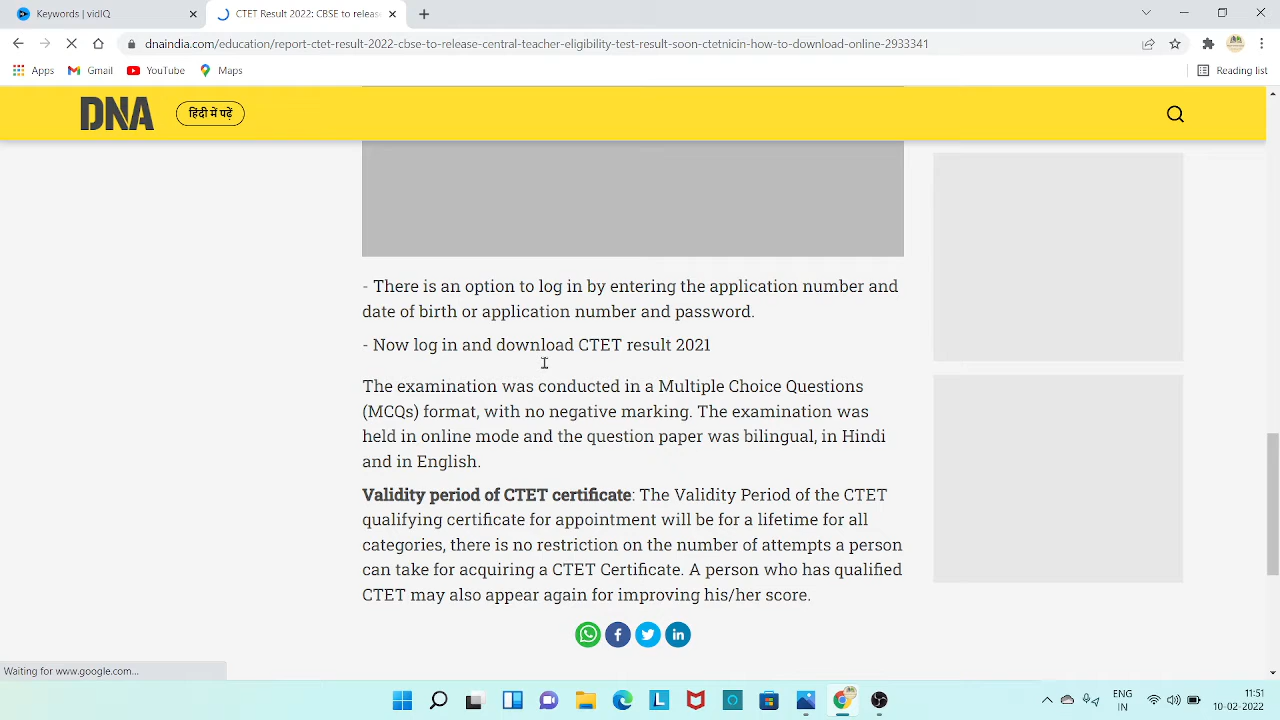 Keywords | vidIQ
CTET Result 2022: CBSE to releas
dnaindia.com/education/report-ctet-result-2022-cbse-to-release-central-teacher-eligibility-test-result-soon-ctetnicin-how-to-download-online-2933341
Apps Gmail YouTube Maps Reading list
DNA हिंदी में पढ़ें
- There is an option to log in by entering the application number and
date of birth or application number and password.
- Now log in and download CTET result 2021
The examination was conducted in a Multiple Choice Questions
(MCQs) format, with no negative marking. The examination was
held in online mode and the question paper was bilingual, in Hindi
and in English.
Validity period of CTET certificate: The Validity Period of the CTET
qualifying certificate for appointment will be for a lifetime for all
categories, there is no restriction on the number of attempts a person
can take for acquiring a CTET Certificate. A person who has qualified
CTET may also appear again for improving his/her score.
Waiting for www.google.com...
ENG
IN
11:51
10-02-2022